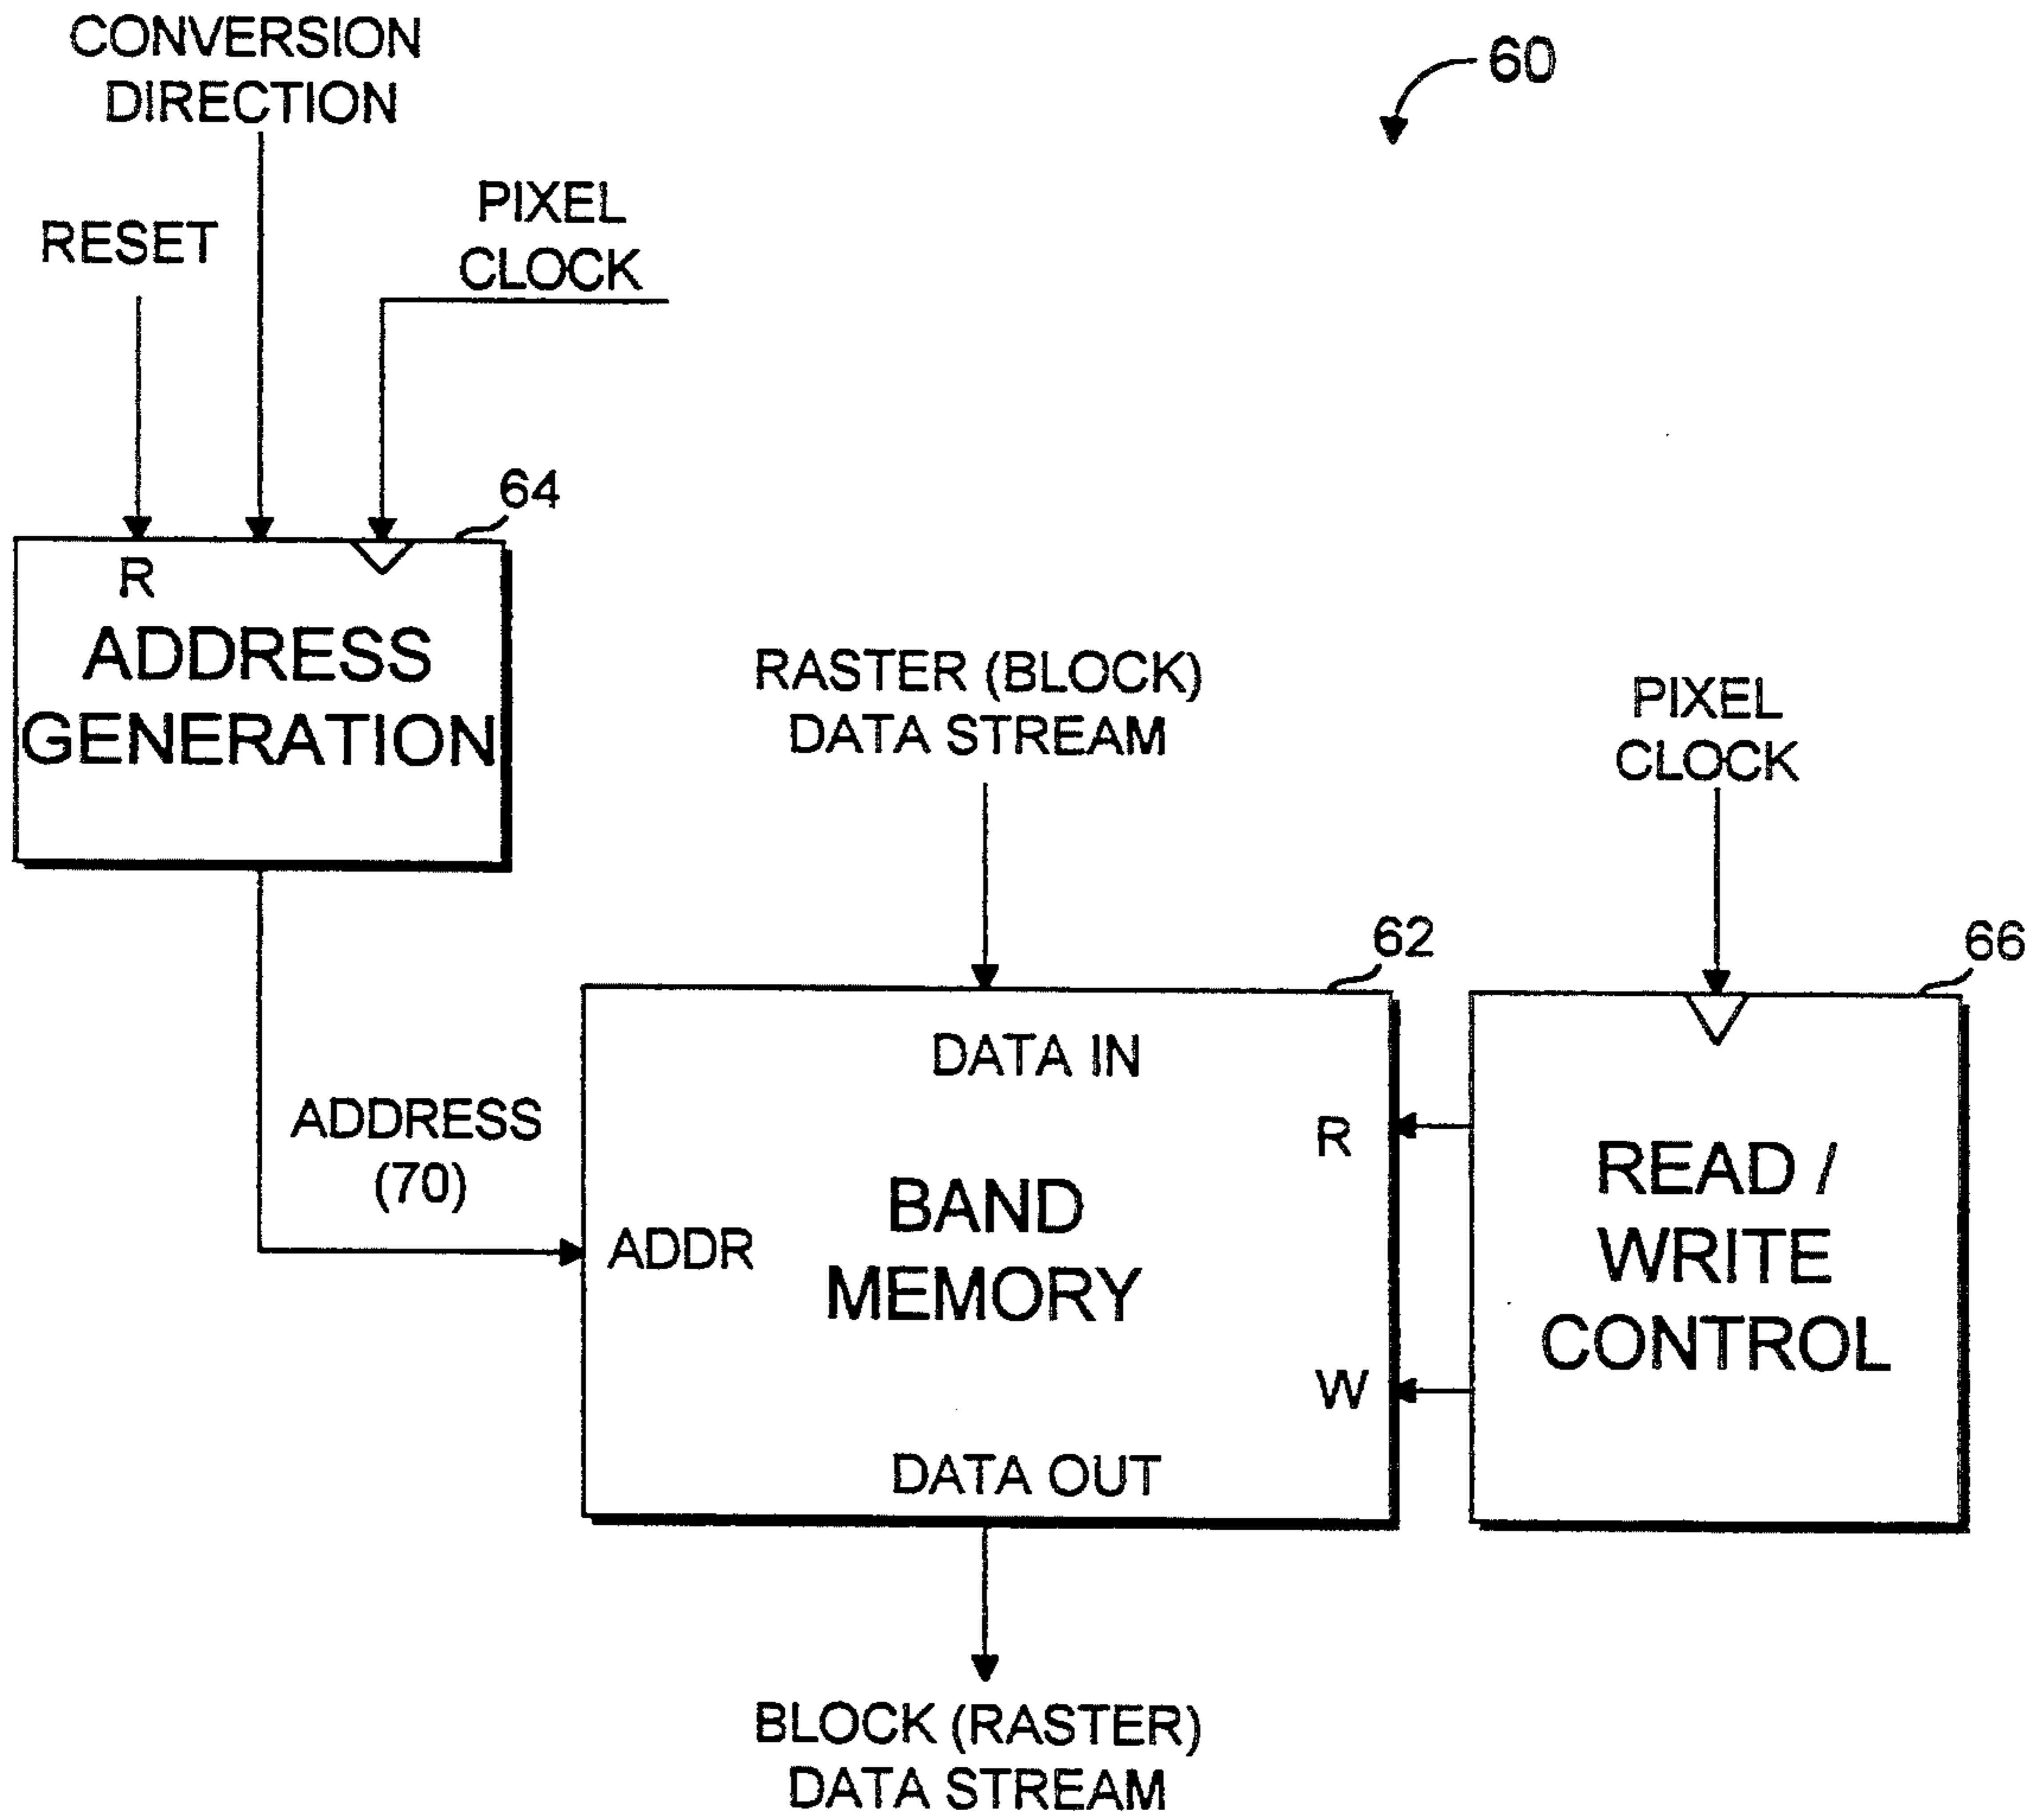 CONVERSION
DIRECTION
60
PIXEL
CLOCK
RESET
64
R
ADDRESS
GENERATION
RASTER (BLOCK)
DATA STREAM
PIXEL
CLOCK
62
66
DATA IN
ADDRESS
(70)
R
READ /
WRITE
CONTROL
BAND
MEMORY
ADDR
W
DATA OUT
BLOCK (RASTER)
DATA STREAM